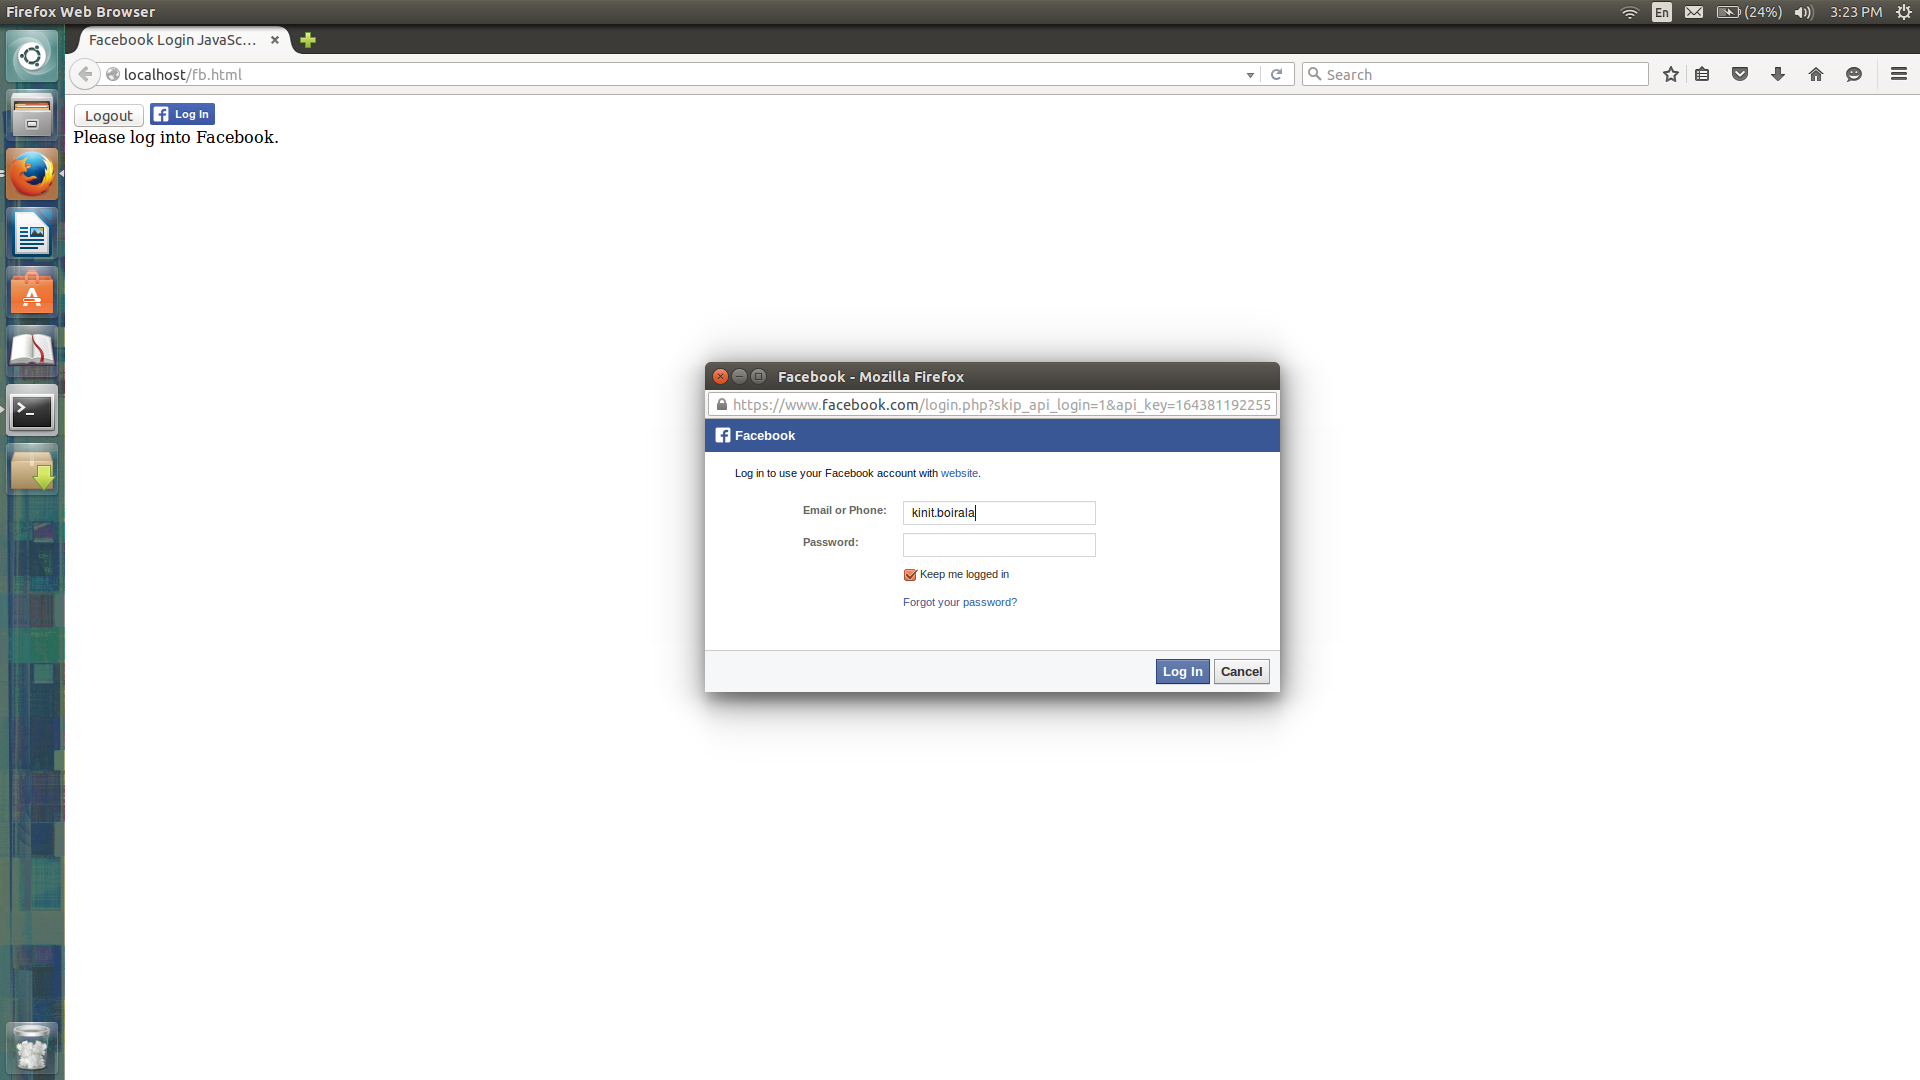 Firefox Web Browser
En
(24%)
3:23 PM
Facebook Login JavaSc...
localhost/fb.html
Search
Logout
Log In
Please log into Facebook.
Facebook - Mozilla Firefox
https://www.facebook.com/login.php?skip_api_login=1&api_key=164381192255
Facebook
Log in to use your Facebook account with website.
Email or Phone:
kinit.boirala
Password:
Keep me logged in
Forgot your password?
Log In
Cancel